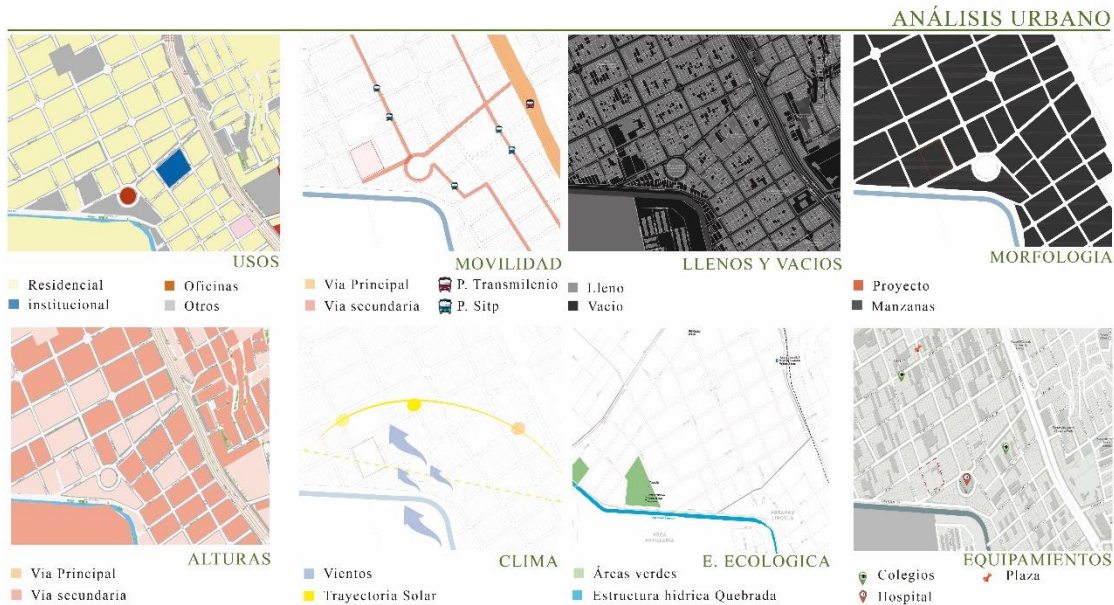 ANÁLISIS URBANO
USOS
Residencial
Oficinas
institucional
Otros
MOVILIDAD
Via Principal
P. Transmilenio
Via secundaria
P. Sitp
LLENOS Y VACIOS
Lleno
Vacio
MORFOLOGIA
Proyecto
Manzanas
ALTURAS
Via Principal
Via secundaria
CLIMA
Vientos
Trayectoria Solar
E. ECOLOGICA
Áreas verdes
Estructura hidrica Quebrada
EQUIPAMIENTOS
Colegios
Plaza
Hospital